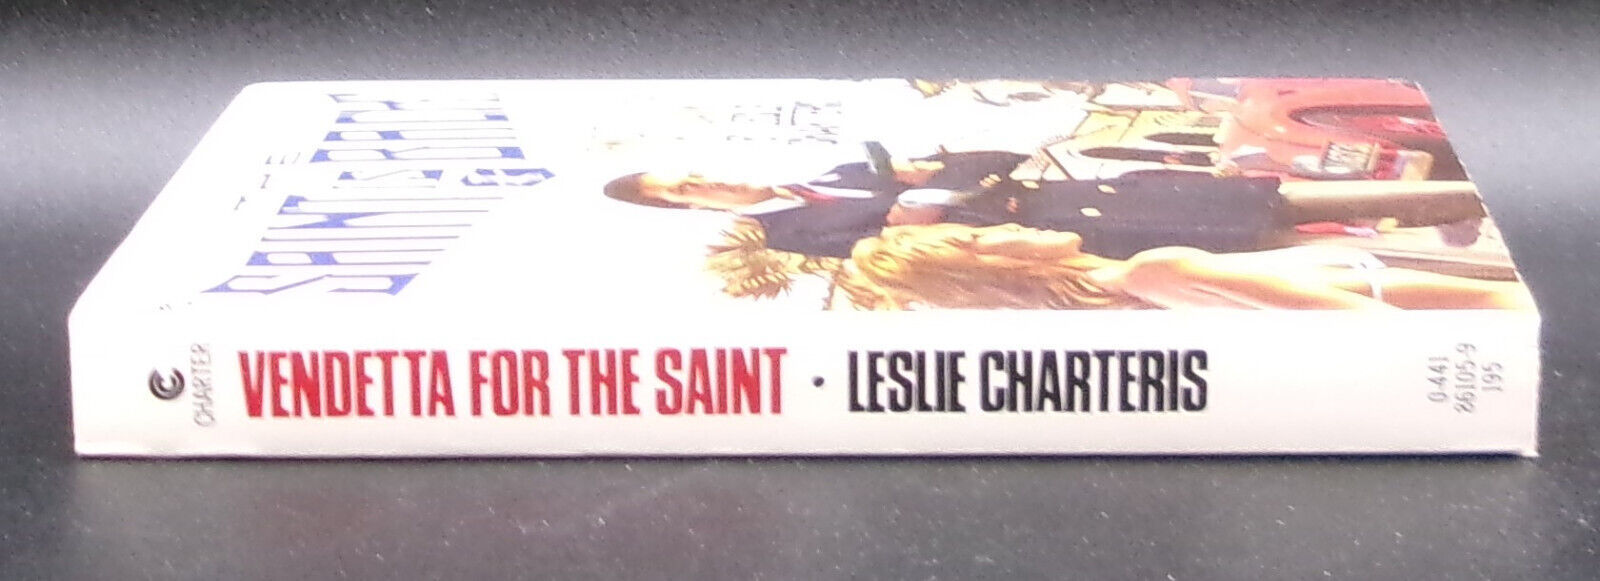 THE
SAINT IS BACK
CHARTER
VENDETTA FOR THE SAINT · LESLIE CHARTERIS
0-441
86105-9
195